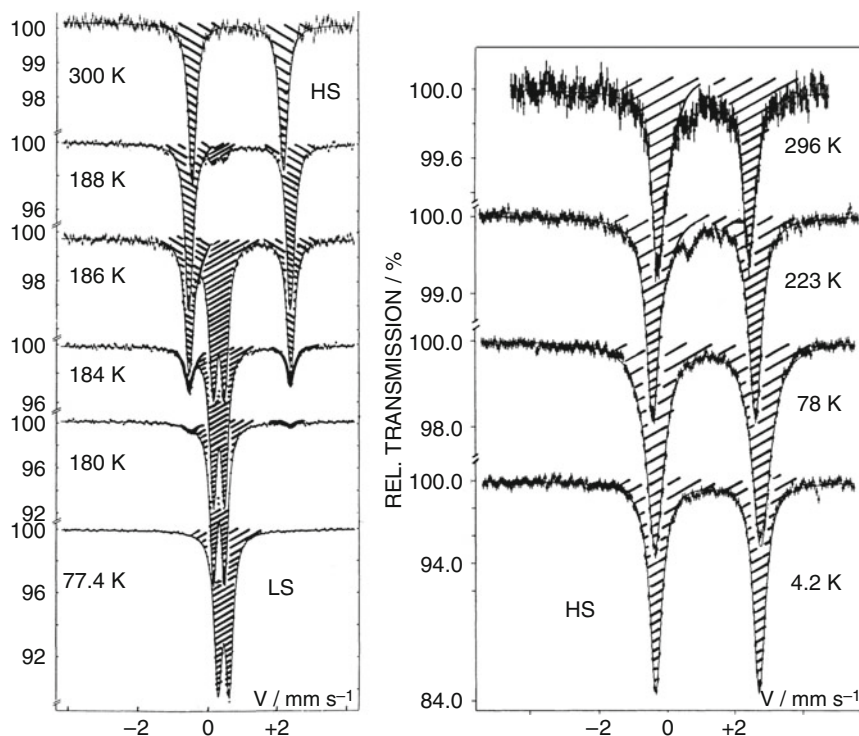 100
99
98
300 K
HS
100
96
188 K
100
98
186 K
100
96
184 K
100
96
92
180 K
100
96
92
77.4 K
LS
V / mm s⁻¹
−2
0
+2
REL. TRANSMISSION / %
100.0
99.6
296 K
100.0
99.0
223 K
100.0
98.0
78 K
100.0
94.0
84.0
4.2 K
HS
V / mm s⁻¹
−2
0
+2